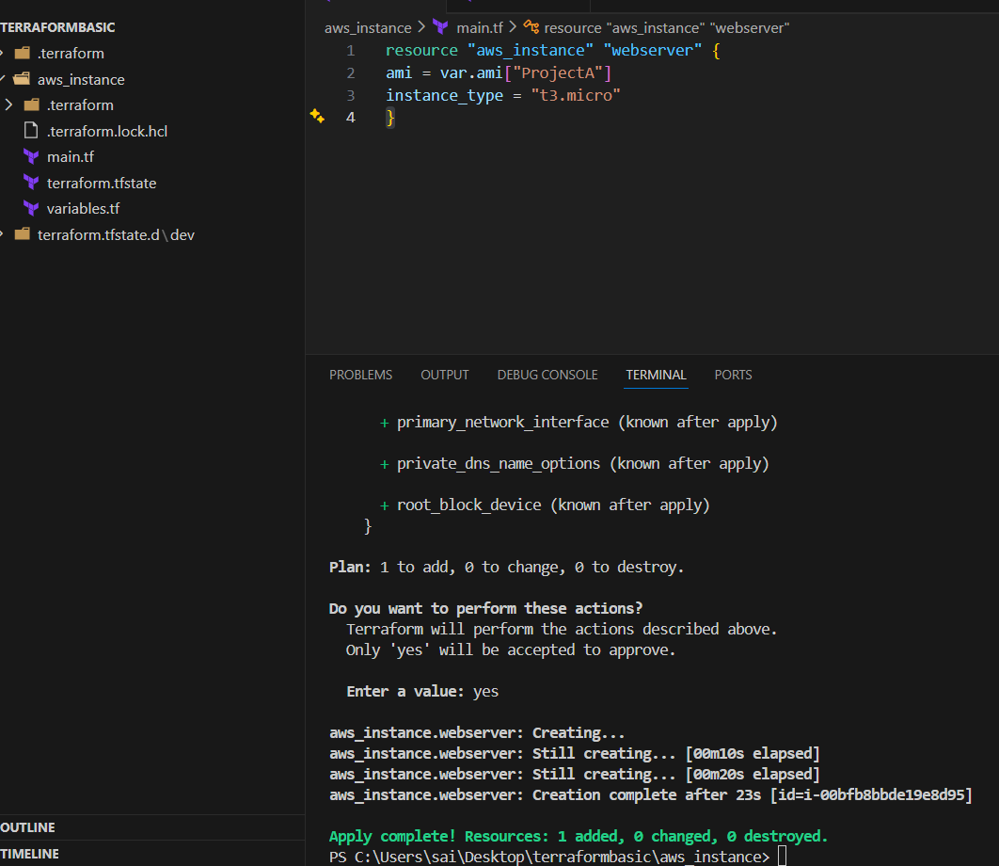 TERRAFORMBASIC
.terraform
aws_instance
.terraform
.terraform.lock.hcl
main.tf
terraform.tfstate
variables.tf
terraform.tfstate.d\dev
OUTLINE
TIMELINE
aws_instance > main.tf > resource "aws_instance" "webserver"
1 resource "aws_instance" "webserver" {
2 ami = var.ami["ProjectA"]
3 instance_type = "t3.micro"
4 }
PROBLEMS OUTPUT DEBUG CONSOLE TERMINAL PORTS
+ primary_network_interface (known after apply)
+ private_dns_name_options (known after apply)
+ root_block_device (known after apply)
}
Plan: 1 to add, 0 to change, 0 to destroy.
Do you want to perform these actions?
Terraform will perform the actions described above.
Only 'yes' will be accepted to approve.
Enter a value: yes
aws_instance.webserver: Creating...
aws_instance.webserver: Still creating... [00m10s elapsed]
aws_instance.webserver: Still creating... [00m20s elapsed]
aws_instance.webserver: Creation complete after 23s [id=i-00bfb8bbde19e8d95]
Apply complete! Resources: 1 added, 0 changed, 0 destroyed.
PS C:\Users\sai\Desktop\terraformbasic\aws_instance>